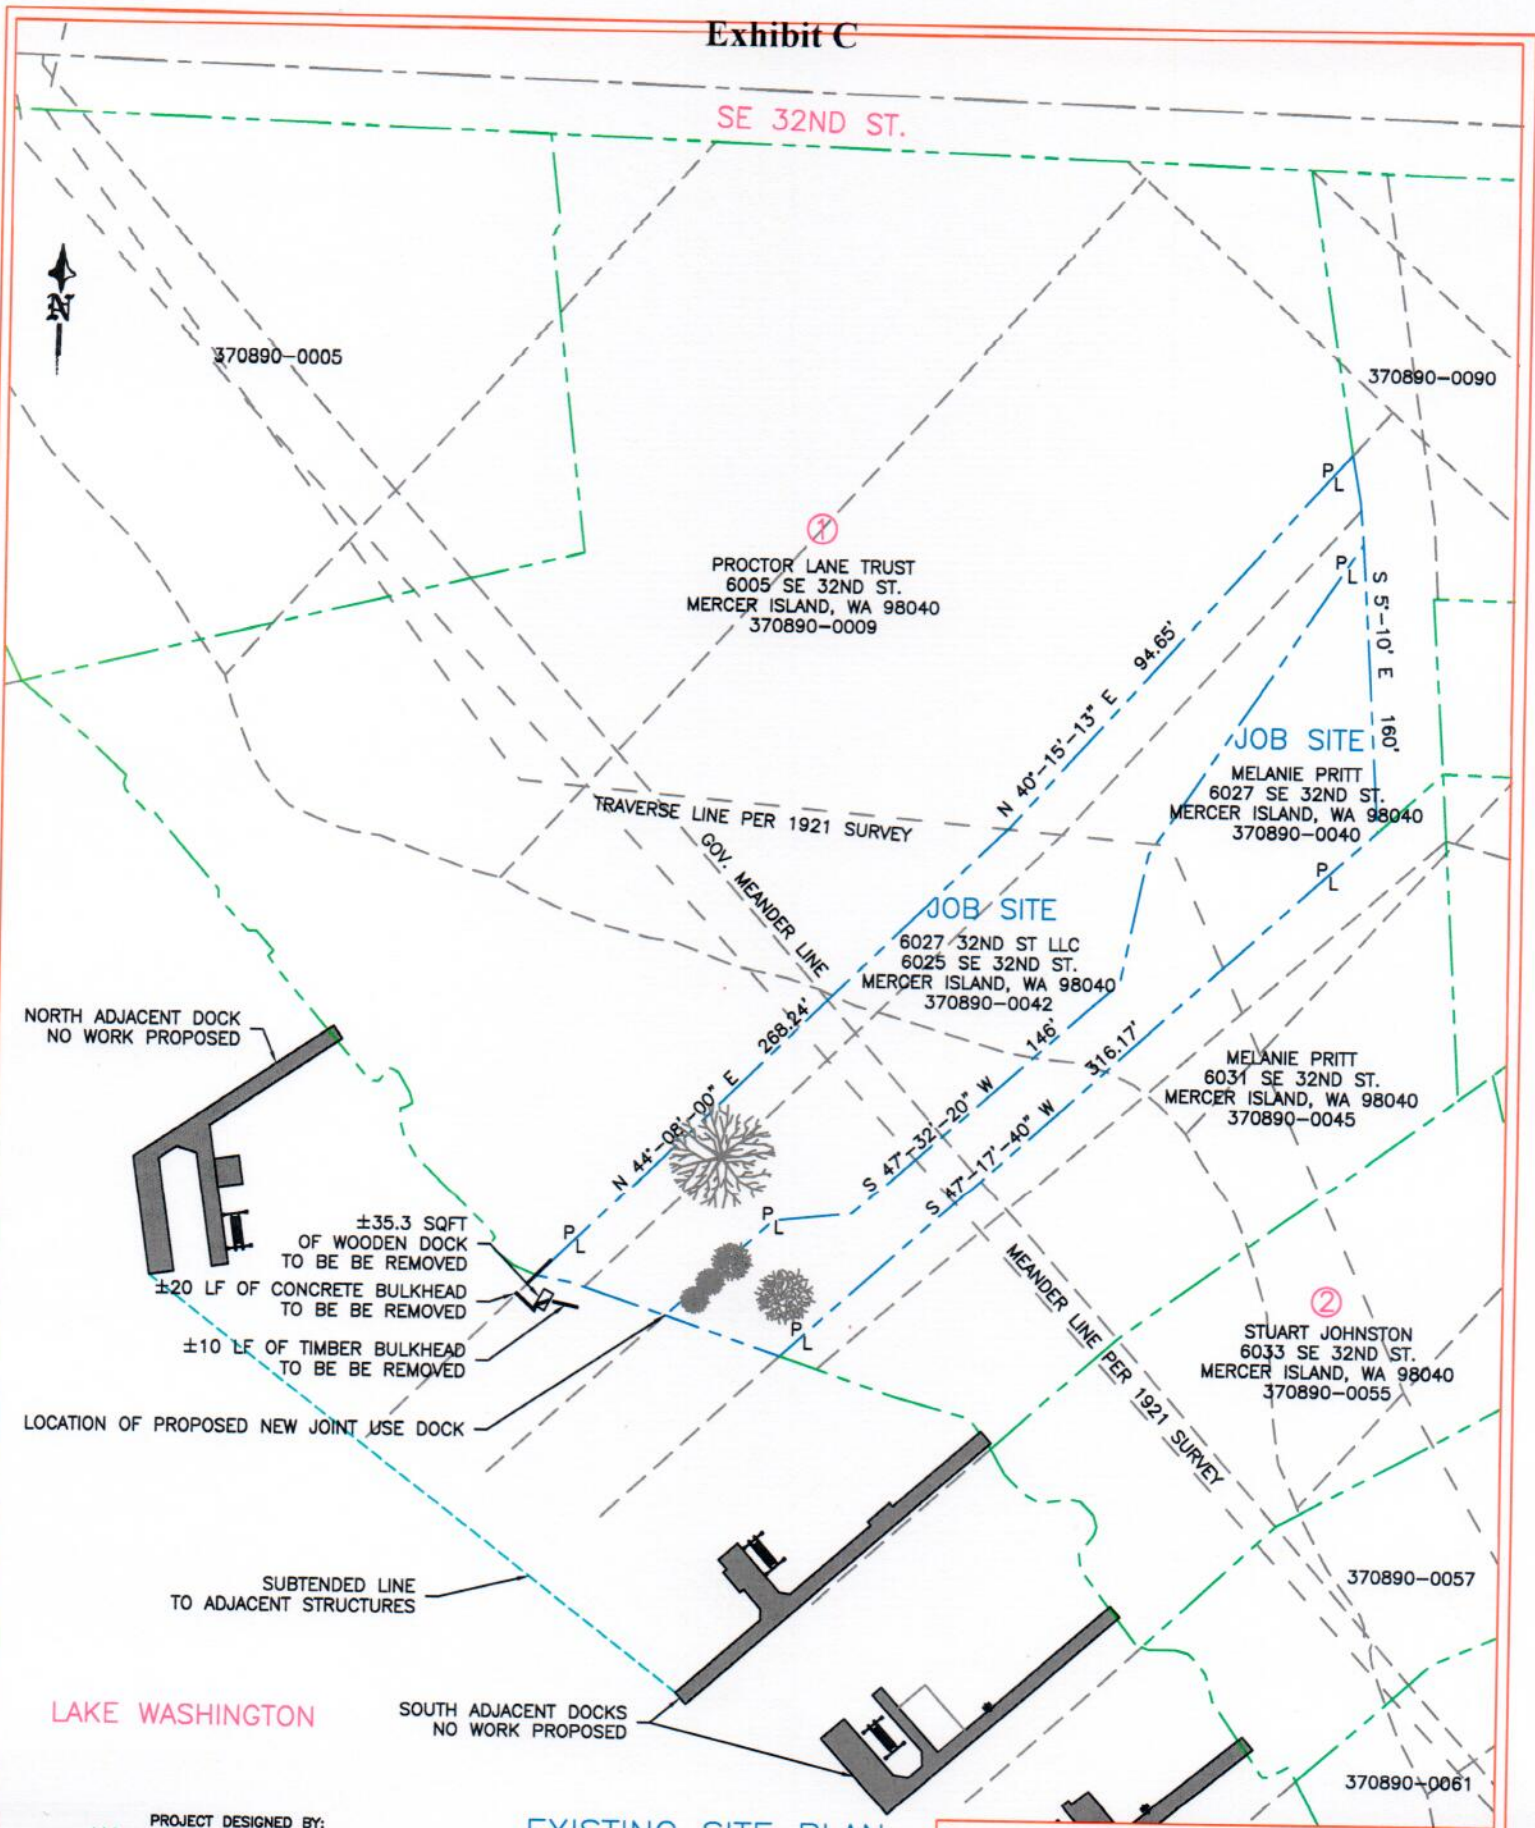 Exhibit C
SE 32ND ST.
N
370890-0005
370890-0090
1
PROCTOR LANE TRUST
6005 SE 32ND ST.
MERCER ISLAND, WA 98040
370890-0009
PL
PL
S 5°-10' E 160'
N 40°-15'-13" E 94.65'
JOB SITE
MELANIE PRITT
6027 SE 32ND ST.
MERCER ISLAND, WA 98040
370890-0040
TRAVERSE LINE PER 1921 SURVEY
GOV. MEANDER LINE
PL
JOB SITE
6027 32ND ST LLC
6025 SE 32ND ST.
MERCER ISLAND, WA 98040
370890-0042
NORTH ADJACENT DOCK
NO WORK PROPOSED
N 44°-08'-00" E 268.24'
S 47°-32'-20" W 146'
S 47°-17'-40" W 316.17'
MELANIE PRITT
6031 SE 32ND ST.
MERCER ISLAND, WA 98040
370890-0045
PL
PL
±35.3 SQFT
OF WOODEN DOCK
TO BE BE REMOVED
±20 LF OF CONCRETE BULKHEAD
TO BE BE REMOVED
±10 LF OF TIMBER BULKHEAD
TO BE BE REMOVED
PL
MEANDER LINE PER 1921 SURVEY
2
STUART JOHNSTON
6033 SE 32ND ST.
MERCER ISLAND, WA 98040
370890-0055
LOCATION OF PROPOSED NEW JOINT USE DOCK
SUBTENDED LINE
TO ADJACENT STRUCTURES
370890-0057
LAKE WASHINGTON
SOUTH ADJACENT DOCKS
NO WORK PROPOSED
370890-0061
PROJECT DESIGNED BY:
EXISTING SITE PLAN